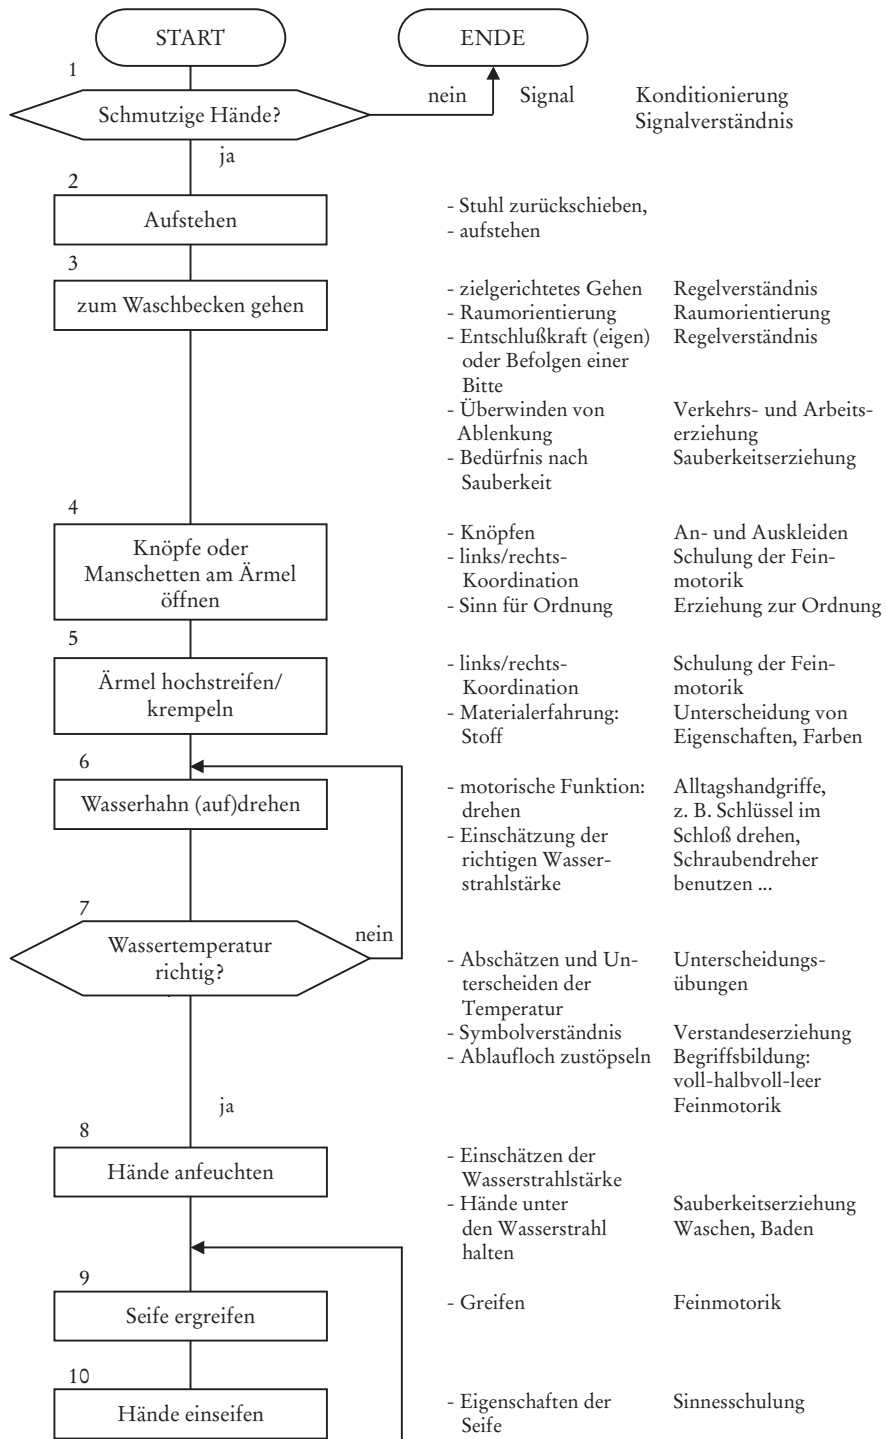 START
ENDE
1
Schmutzige Hände?
nein
Signal
Konditionierung
Signalverständnis
ja
2
Aufstehen
- Stuhl zurückschieben,
- aufstehen
3
zum Waschbecken gehen
- zielgerichtetes Gehen
Regelverständnis
- Raumorientierung
Raumorientierung
- Entschlußkraft (eigen)
Regelverständnis
oder Befolgen einer
Bitte
- Überwinden von
Verkehrs- und Arbeits-
Ablenkung
erziehung
- Bedürfnis nach
Sauberkeitserziehung
Sauberkeit
4
Knöpfe oder
Manschetten am Ärmel
öffnen
- Knöpfen
An- und Auskleiden
- links/rechts-
Schulung der Fein-
Koordination
motorik
- Sinn für Ordnung
Erziehung zur Ordnung
5
Ärmel hochstreifen/
krempeln
- links/rechts-
Schulung der Fein-
Koordination
motorik
- Materialerfahrung:
Unterscheidung von
Stoff
Eigenschaften, Farben
6
Wasserhahn (auf)drehen
- motorische Funktion:
Alltagshandgriffe,
drehen
z. B. Schlüssel im
- Einschätzung der
Schloß drehen,
richtigen Wasser-
Schraubendreher
strahlstärke
benutzen ...
7
Wassertemperatur
richtig?
nein
- Abschätzen und Un-
Unterscheidungs-
terscheiden der
übungen
Temperatur
- Symbolverständnis
Verstandeserziehung
- Ablaufloch zustöpseln
Begriffsbildung:
voll-halbvoll-leer
Feinmotorik
ja
8
Hände anfeuchten
- Einschätzen der
Wasserstrahlstärke
- Hände unter
Sauberkeitserziehung
den Wasserstrahl
Waschen, Baden
halten
9
Seife ergreifen
- Greifen
Feinmotorik
10
Hände einseifen
- Eigenschaften der
Sinnesschulung
Seife